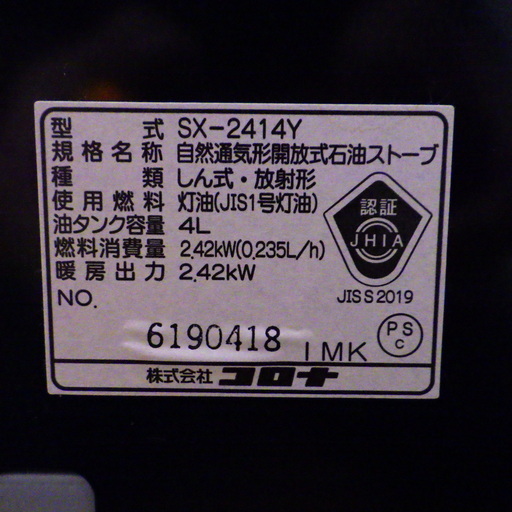 型式 SX-2414Y
規格名称 自然通気形開放式石油ストーブ
種類 しん式・放射形
使用燃料 灯油(JIS1号灯油)
油タンク容量 4L
燃料消費量 2.42kW(0.235L/h)
暖房出力 2.42kW
認証
JHIA
JIS S 2019
NO.
6190418 IMK
PS
C
株式会社 コロナ